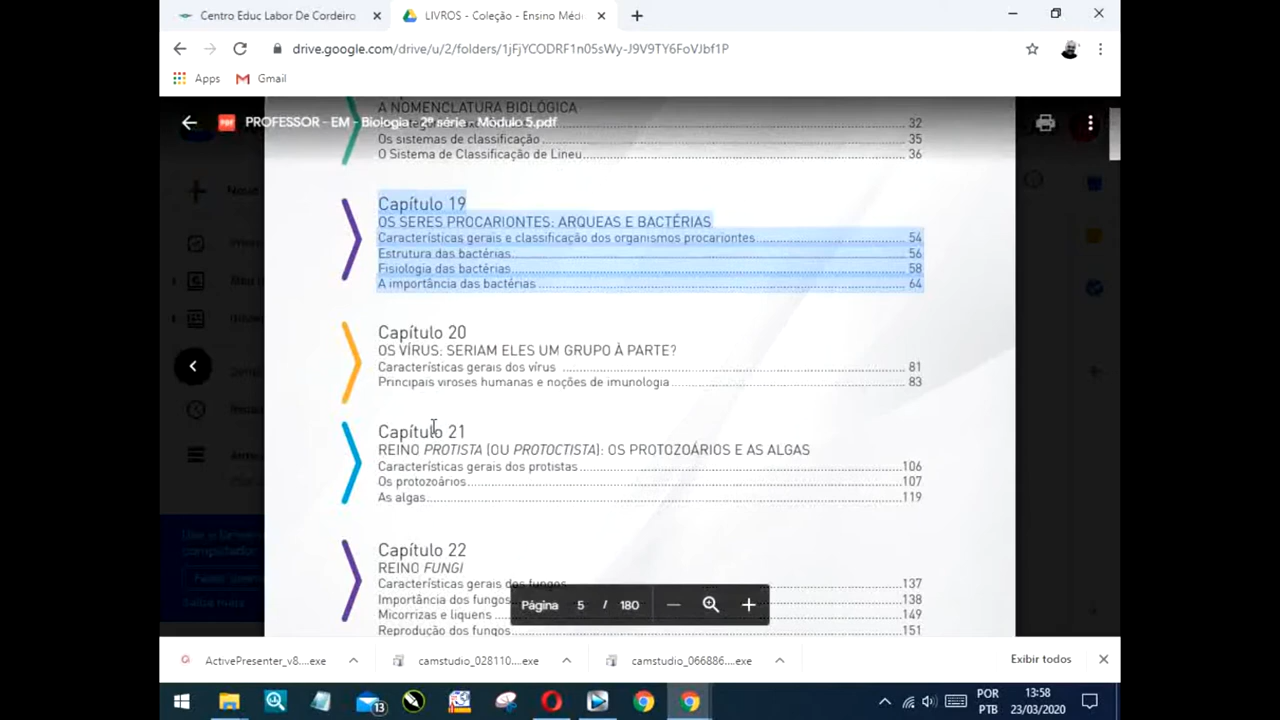 Centro Educ Labor De Cordeiro
LIVROS - Coleção - Ensino Méd
drive.google.com/drive/u/2/folders/1jFjYCODRF1n05sWy-J9V9TY6FoVJbf1P
Apps Gmail
A NOMENCLATURA BIOLÓGICA
PROFESSOR - EM - Biologia - 2ª série - Módulo 5.pdf
32
Os sistemas de classificação 35
O Sistema de Classificação de Lineu 36
Capítulo 19
OS SERES PROCARIONTES: ARQUEAS E BACTÉRIAS
Características gerais e classificação dos organismos procariontes 54
Estrutura das bactérias 56
Fisiologia das bactérias 58
A importância das bactérias 64
Capítulo 20
OS VÍRUS: SERIAM ELES UM GRUPO À PARTE?
Características gerais dos vírus 81
Principais viroses humanas e noções de imunologia 83
Capítulo 21
REINO PROTISTA (OU PROTOCTISTA): OS PROTOZOÁRIOS E AS ALGAS
Características gerais dos protistas 106
Os protozoários 107
As algas 119
Capítulo 22
REINO FUNGI
Características gerais dos fungos 137
Importância dos fungos 138
Micorrizas e liquens 149
Reprodução dos fungos 151
Página 5 / 180
ActivePresenter_v8....exe
camstudio_028110....exe
camstudio_066886....exe
Exibir todos
13
POR
PTB
13:58
23/03/2020